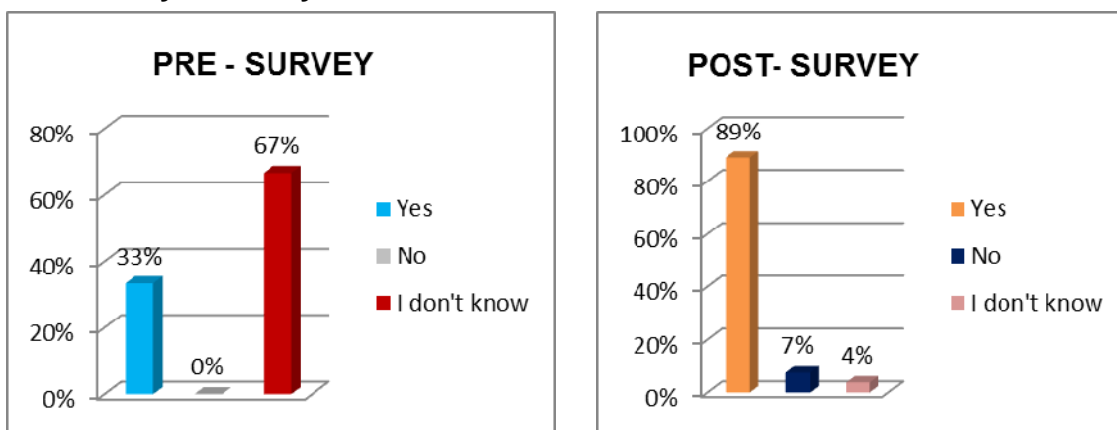 PRE - SURVEY
80%
60%
40%
20%
0%
33%
0%
67%
Yes
No
I don't know
POST- SURVEY
100%
80%
60%
40%
20%
0%
89%
7%
4%
Yes
No
I don't know